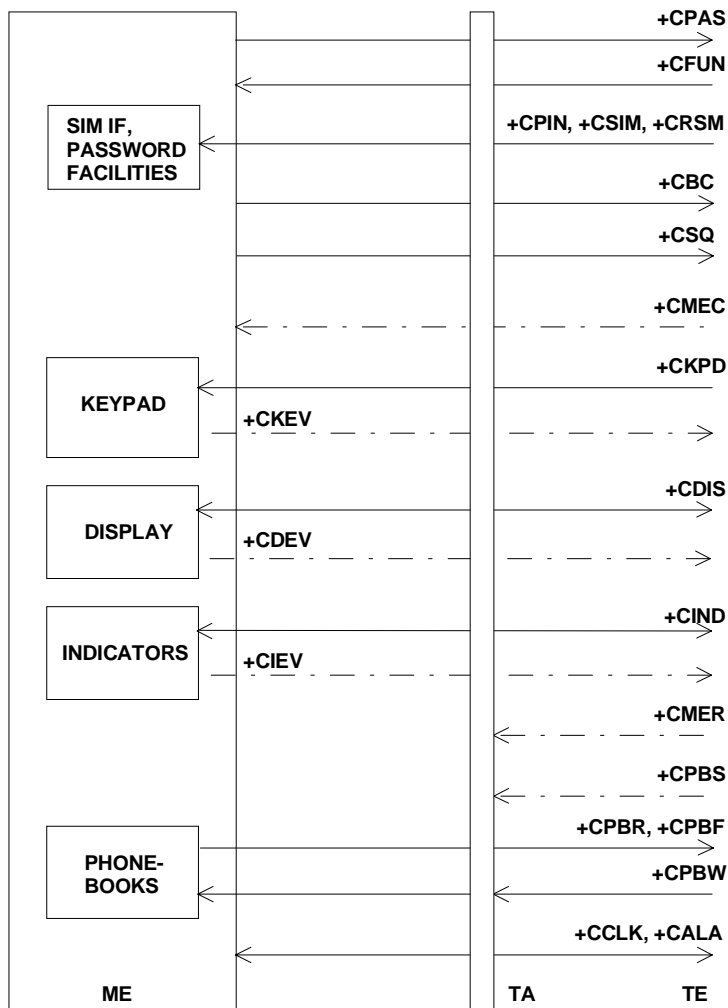 +CPAS
+CFUN
SIM IF,
PASSWORD
FACILITIES
+CPIN, +CSIM, +CRSM
+CBC
+CSQ
+CMEC
+CKPD
KEYPAD
+CKEV
+CDIS
DISPLAY
+CDEV
+CIND
INDICATORS
+CIEV
+CMER
+CPBS
+CPBR, +CPBF
PHONE-
BOOKS
+CPBW
+CCLK, +CALA
ME
TA
TE